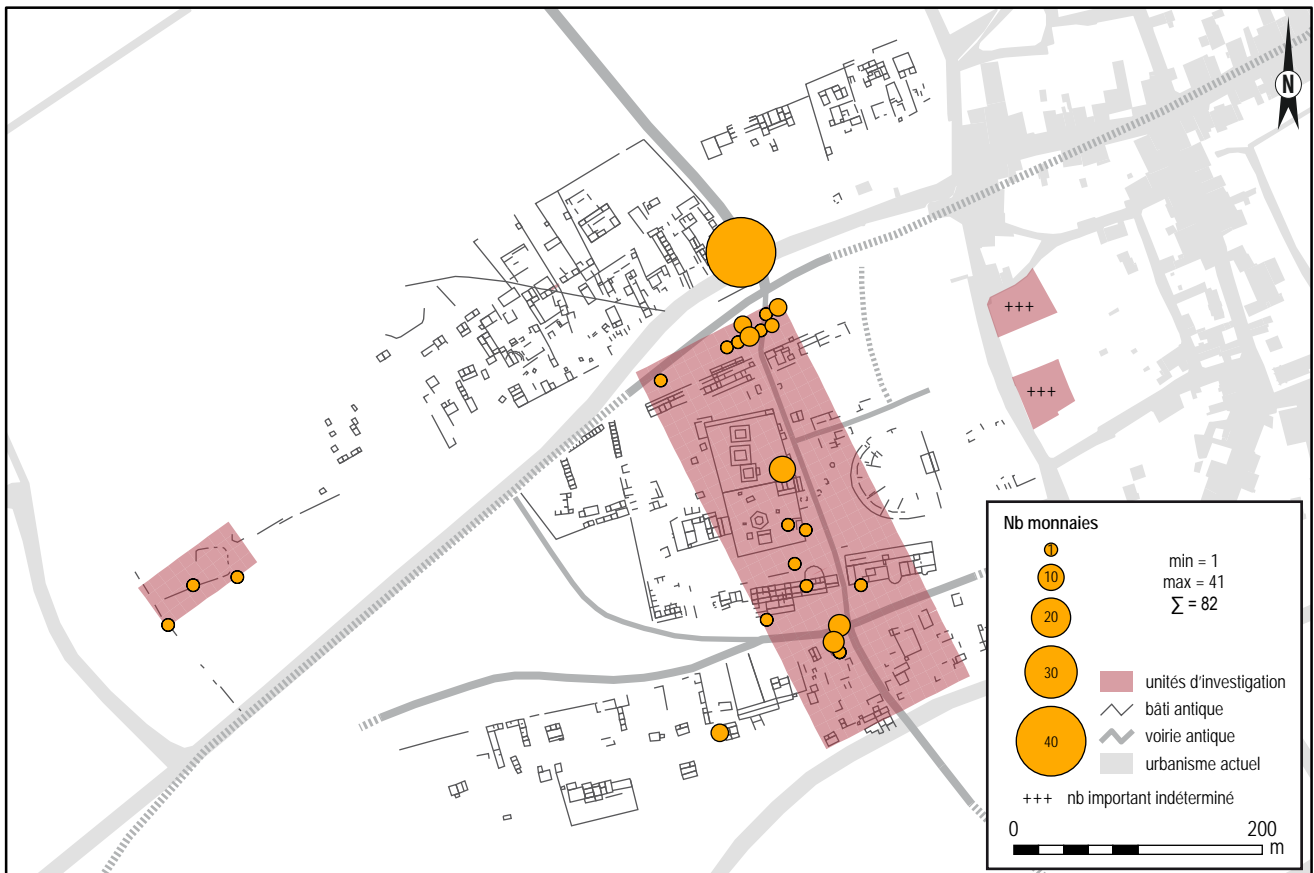 N
+++
+++
Nb monnaies
1
10
20
30
40
min = 1
max = 41
∑ = 82
unités d'investigation
bâti antique
voirie antique
urbanisme actuel
+++ nb important indéterminé
0 200
m